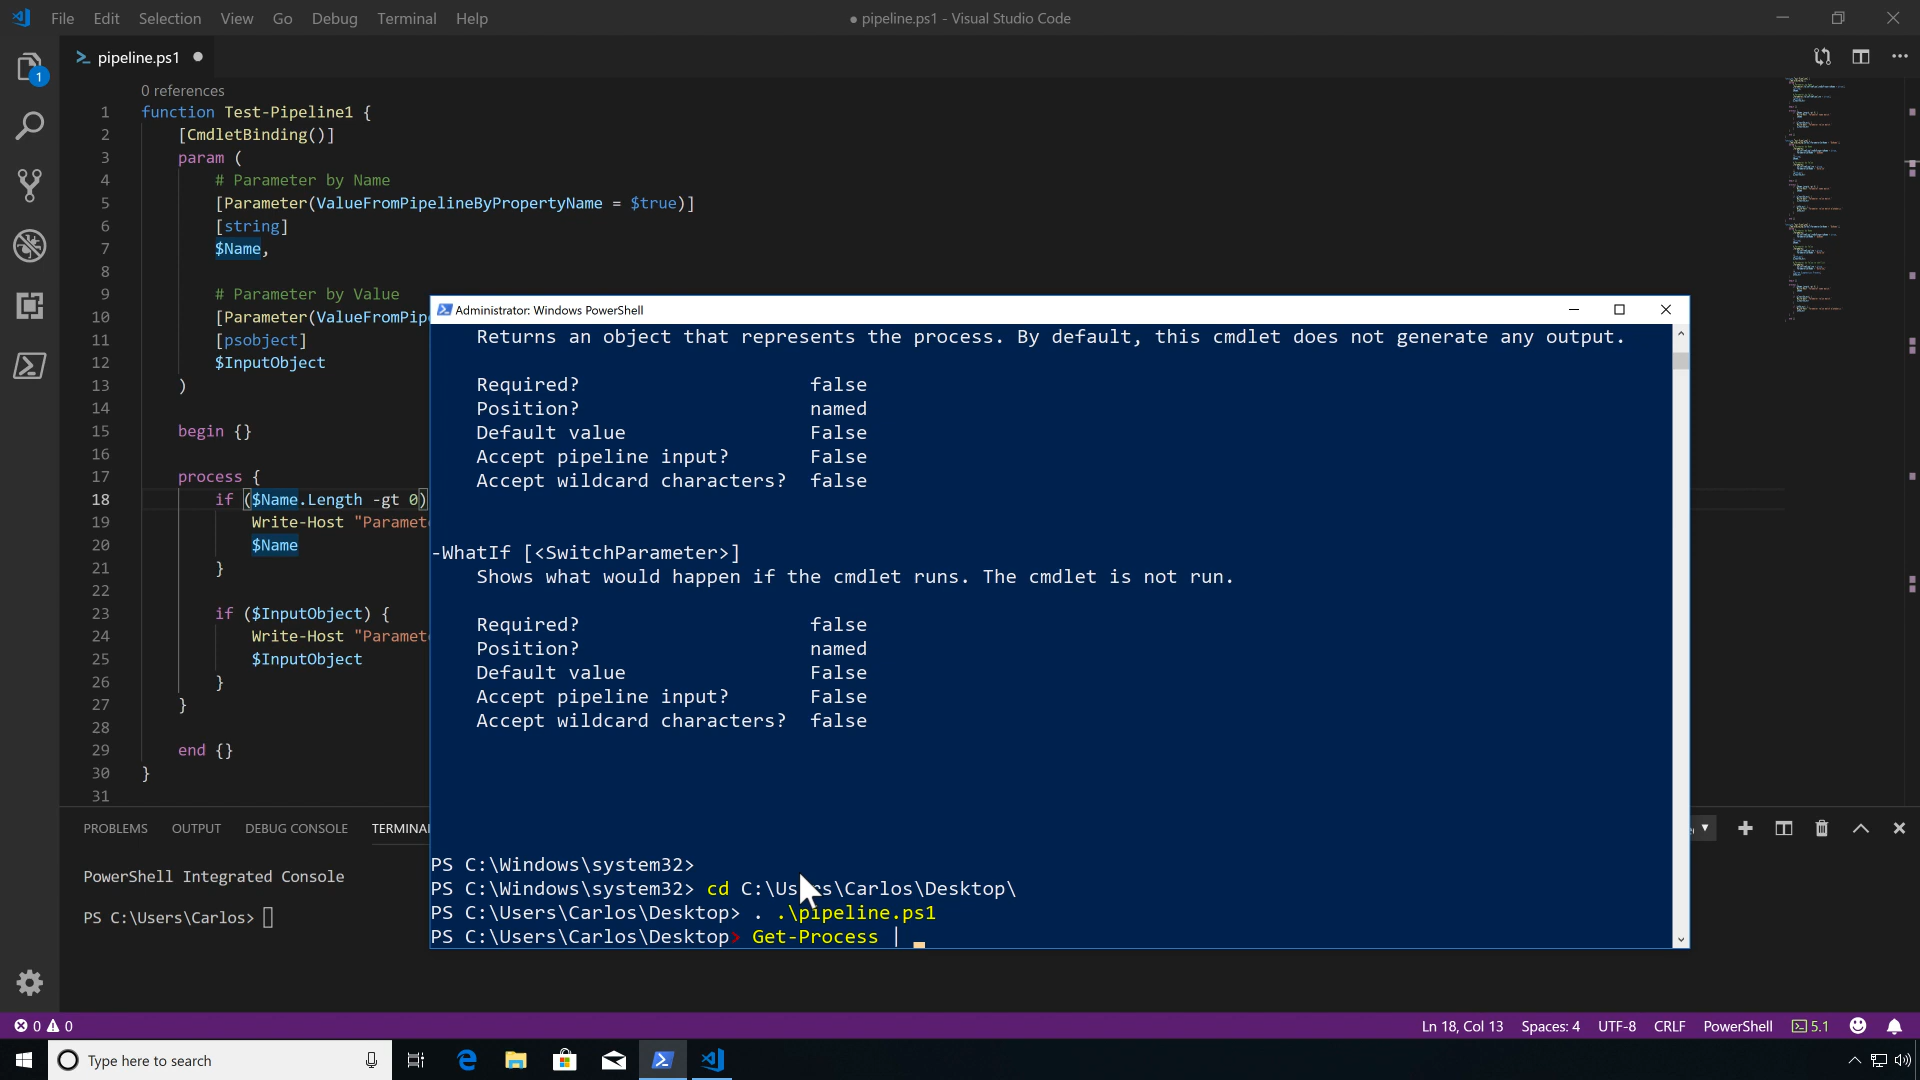 File Edit Selection View Go Debug Terminal Help
● pipeline.ps1 - Visual Studio Code
pipeline.ps1 ●
1
0 references
1 function Test-Pipeline1 {
2 [CmdletBinding()]
3 param (
4 # Parameter by Name
5 [Parameter(ValueFromPipelineByPropertyName = $true)]
6 [string]
7 $Name,
8
9 # Parameter by Value
10 [Parameter(ValueFromPip
11 [psobject]
12 $InputObject
13 )
14
15 begin {}
16
17 process {
18 if ($Name.Length -gt 0)
19 Write-Host "Paramet
20 $Name
21 }
22
23 if ($InputObject) {
24 Write-Host "Paramet
25 $InputObject
26 }
27 }
28
29 end {}
30 }
31
Administrator: Windows PowerShell
Returns an object that represents the process. By default, this cmdlet does not generate any output.
Required? false
Position? named
Default value False
Accept pipeline input? False
Accept wildcard characters? false
-WhatIf [<SwitchParameter>]
Shows what would happen if the cmdlet runs. The cmdlet is not run.
Required? false
Position? named
Default value False
Accept pipeline input? False
Accept wildcard characters? false
PS C:\Windows\system32>
PS C:\Windows\system32> cd C:\Users\Carlos\Desktop\
PS C:\Users\Carlos\Desktop> . .\pipeline.ps1
PS C:\Users\Carlos\Desktop> Get-Process |
PROBLEMS OUTPUT DEBUG CONSOLE TERMINA
PowerShell Integrated Console
PS C:\Users\Carlos>
0 0
Ln 18, Col 13 Spaces: 4 UTF-8 CRLF PowerShell 5.1
Type here to search